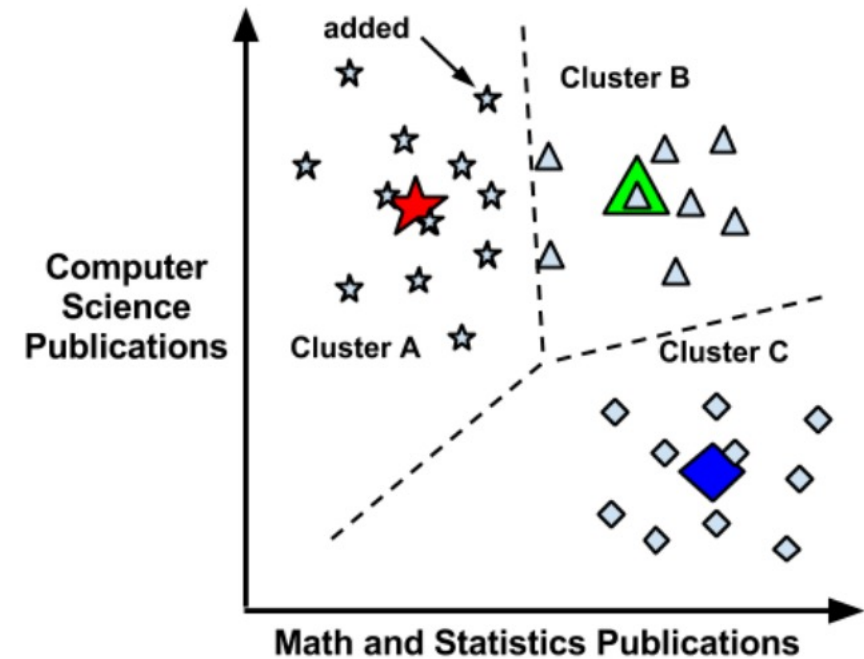 added
Cluster B
Computer
Science
Publications
Cluster A
Cluster C
Math and Statistics Publications